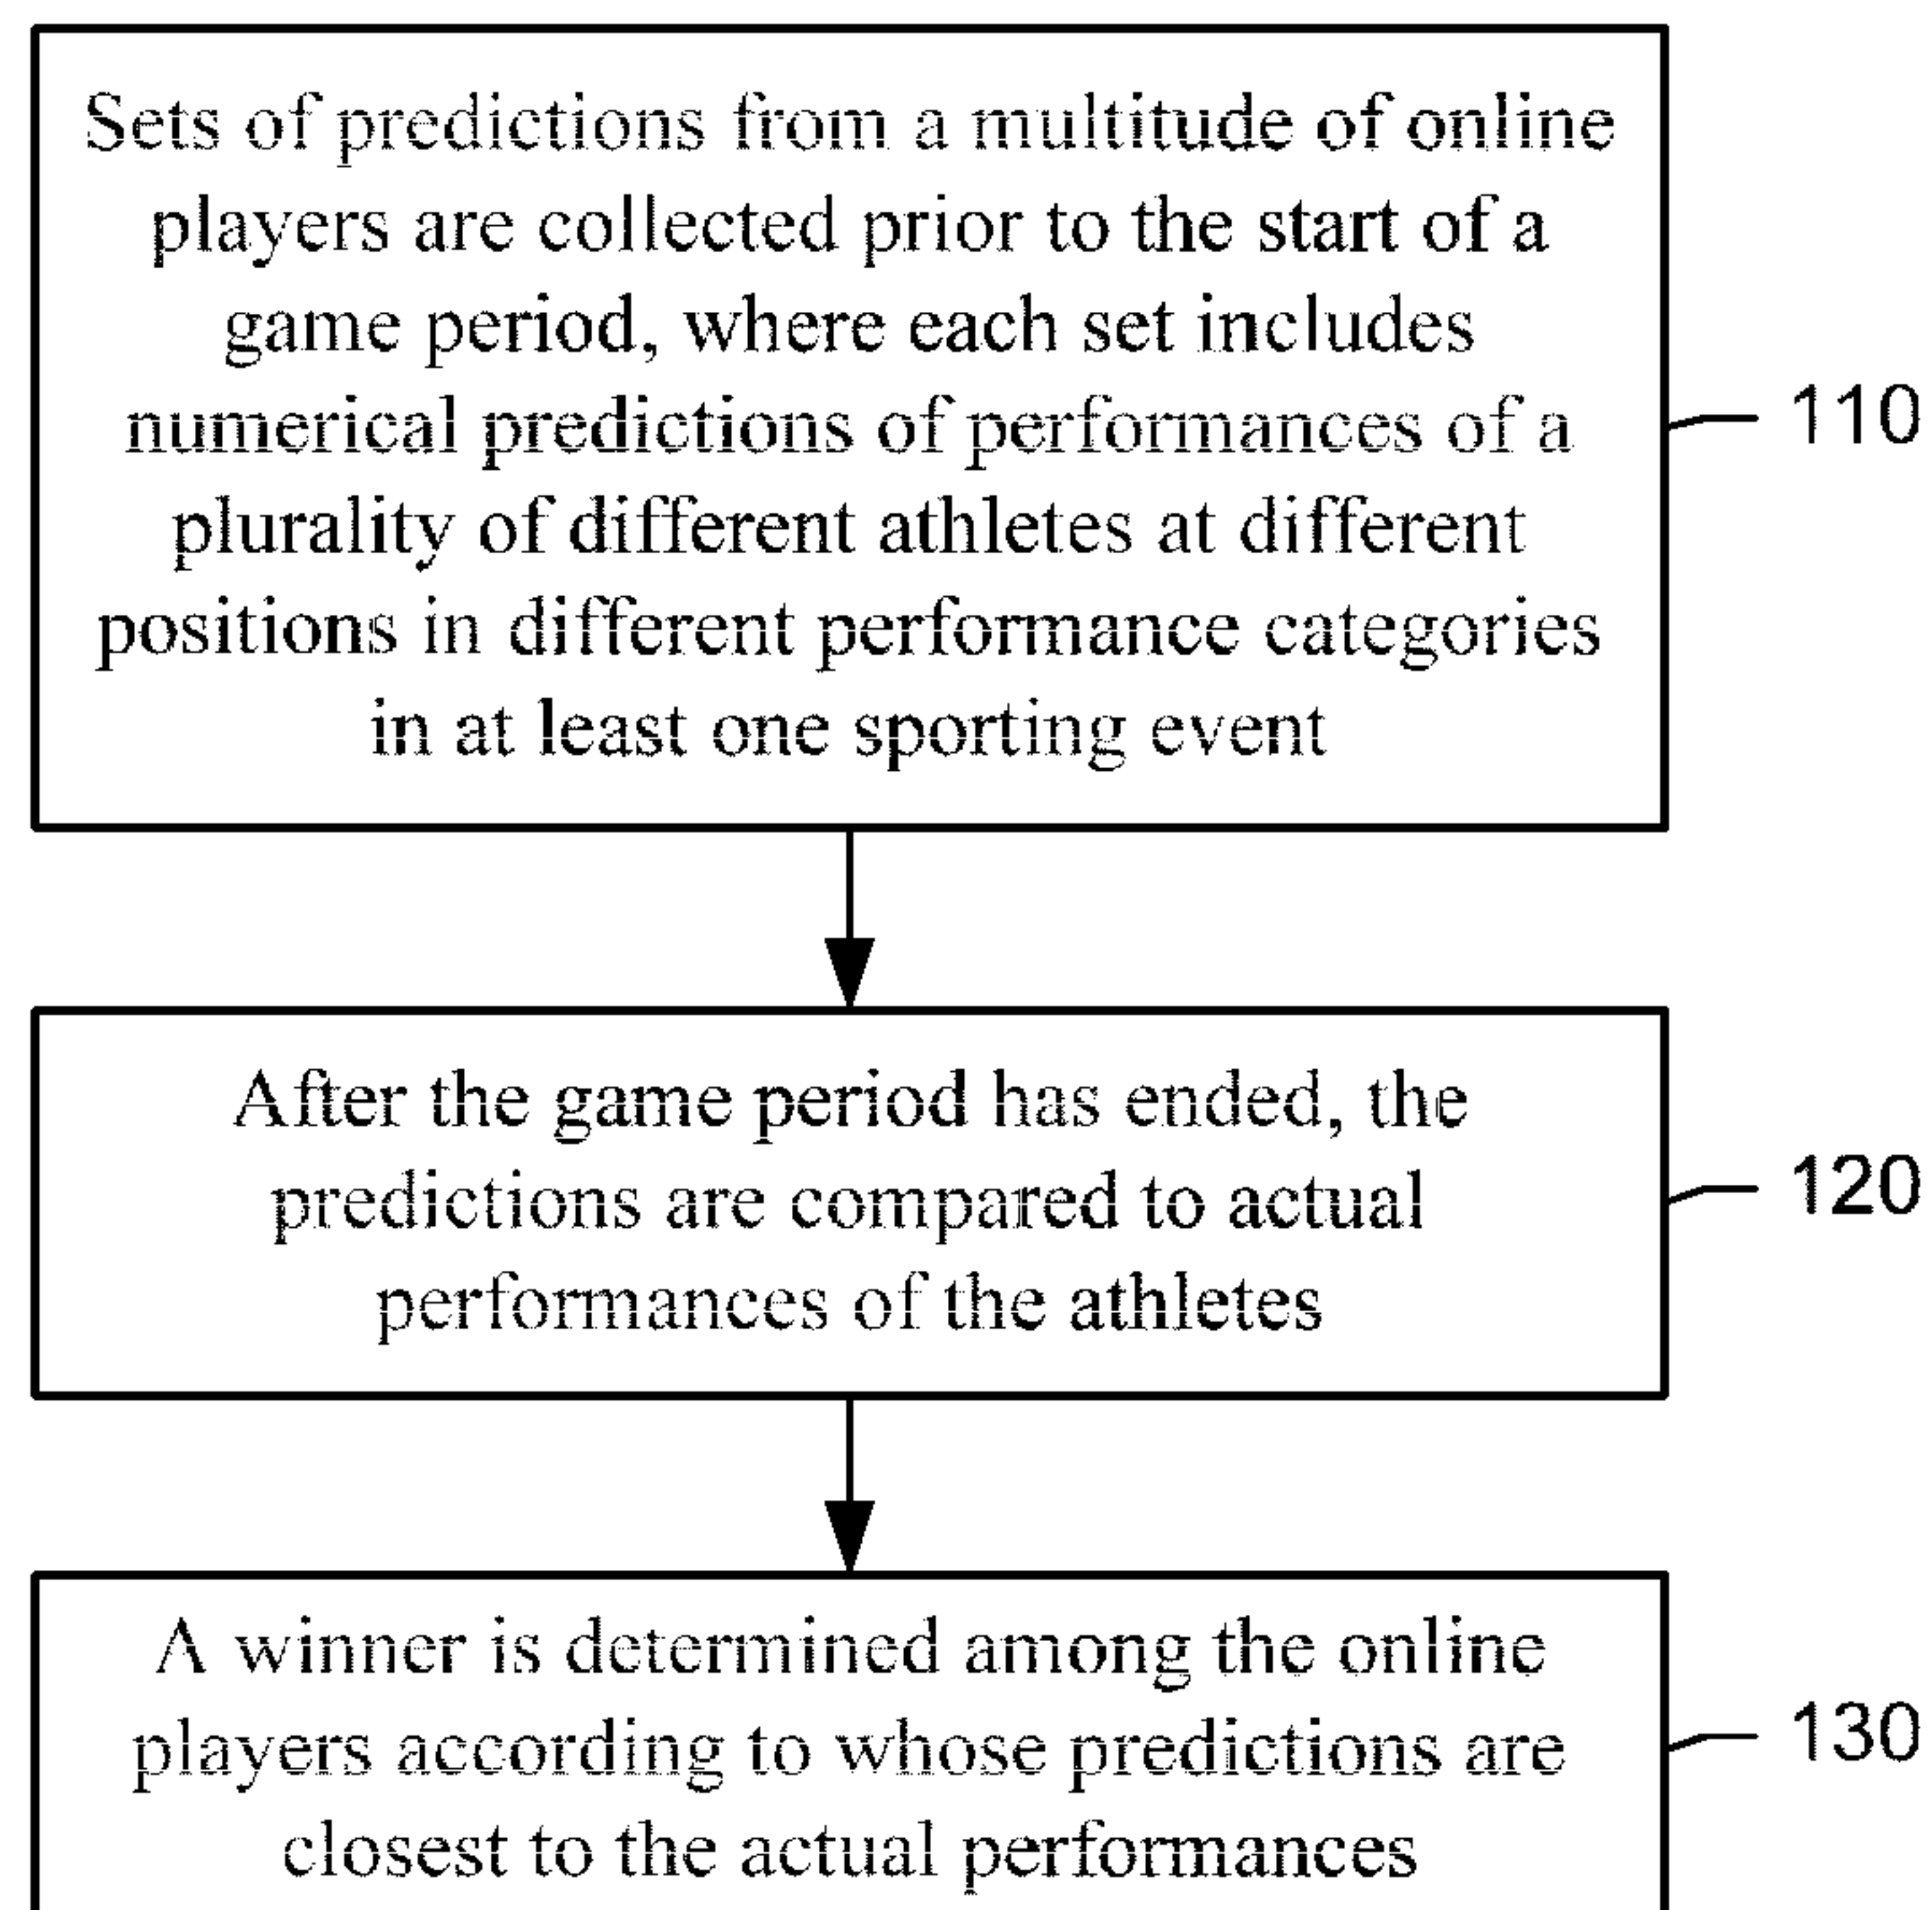 Sets of predictions from a multitude of online
players are collected prior to the start of a
game period, where each set includes
numerical predictions of performances of a
plurality of different athletes at different
positions in different performance categories
in at least one sporting event
110
After the game period has ended, the
predictions are compared to actual
performances of the athletes
120
A winner is determined among the online
players according to whose predictions are
closest to the actual performances
130